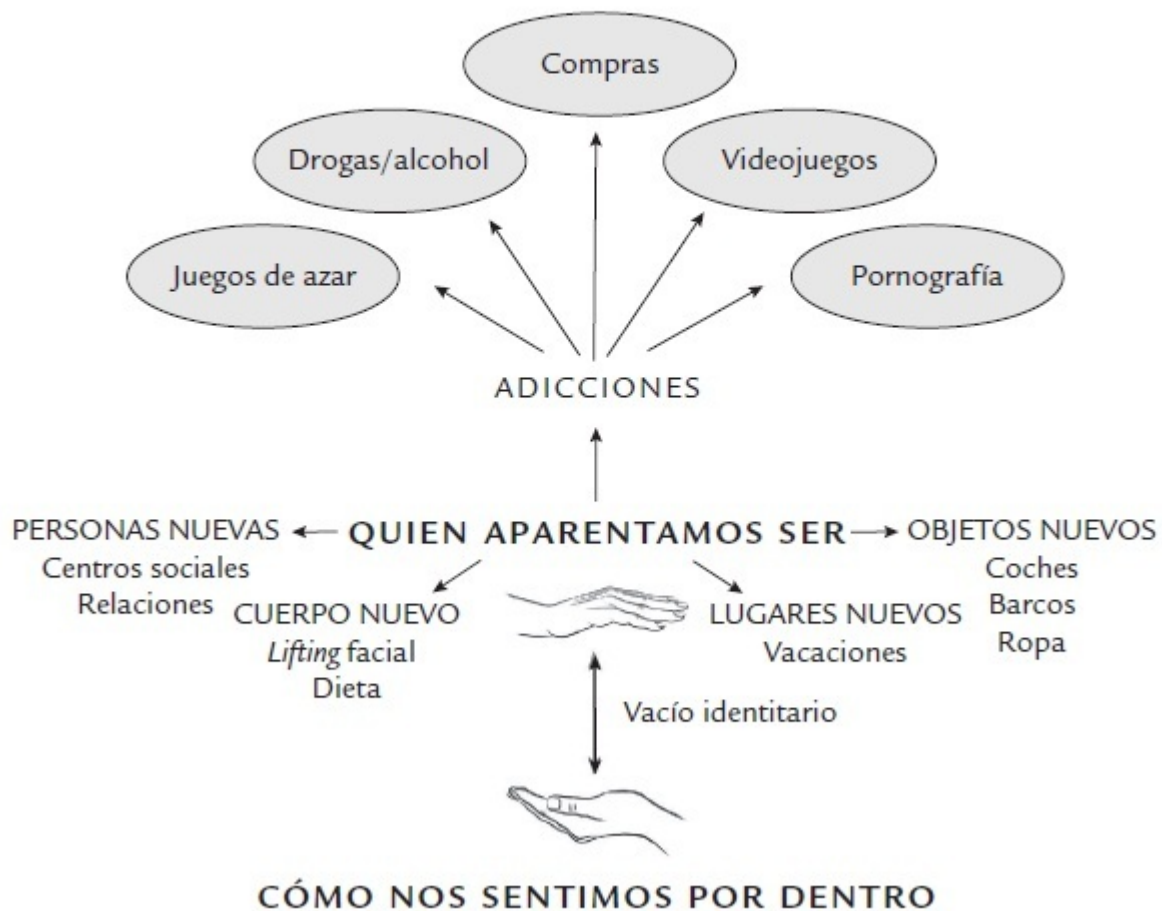 Compras
Drogas/alcohol
Videojuegos
Juegos de azar
Pornografía
ADICCIONES
PERSONAS NUEVAS
Centros sociales
Relaciones
QUIEN APARENTAMOS SER
OBJETOS NUEVOS
Coches
Barcos
Ropa
CUERPO NUEVO
Lifting facial
Dieta
LUGARES NUEVOS
Vacaciones
Vacío identitario
CÓMO NOS SENTIMOS POR DENTRO